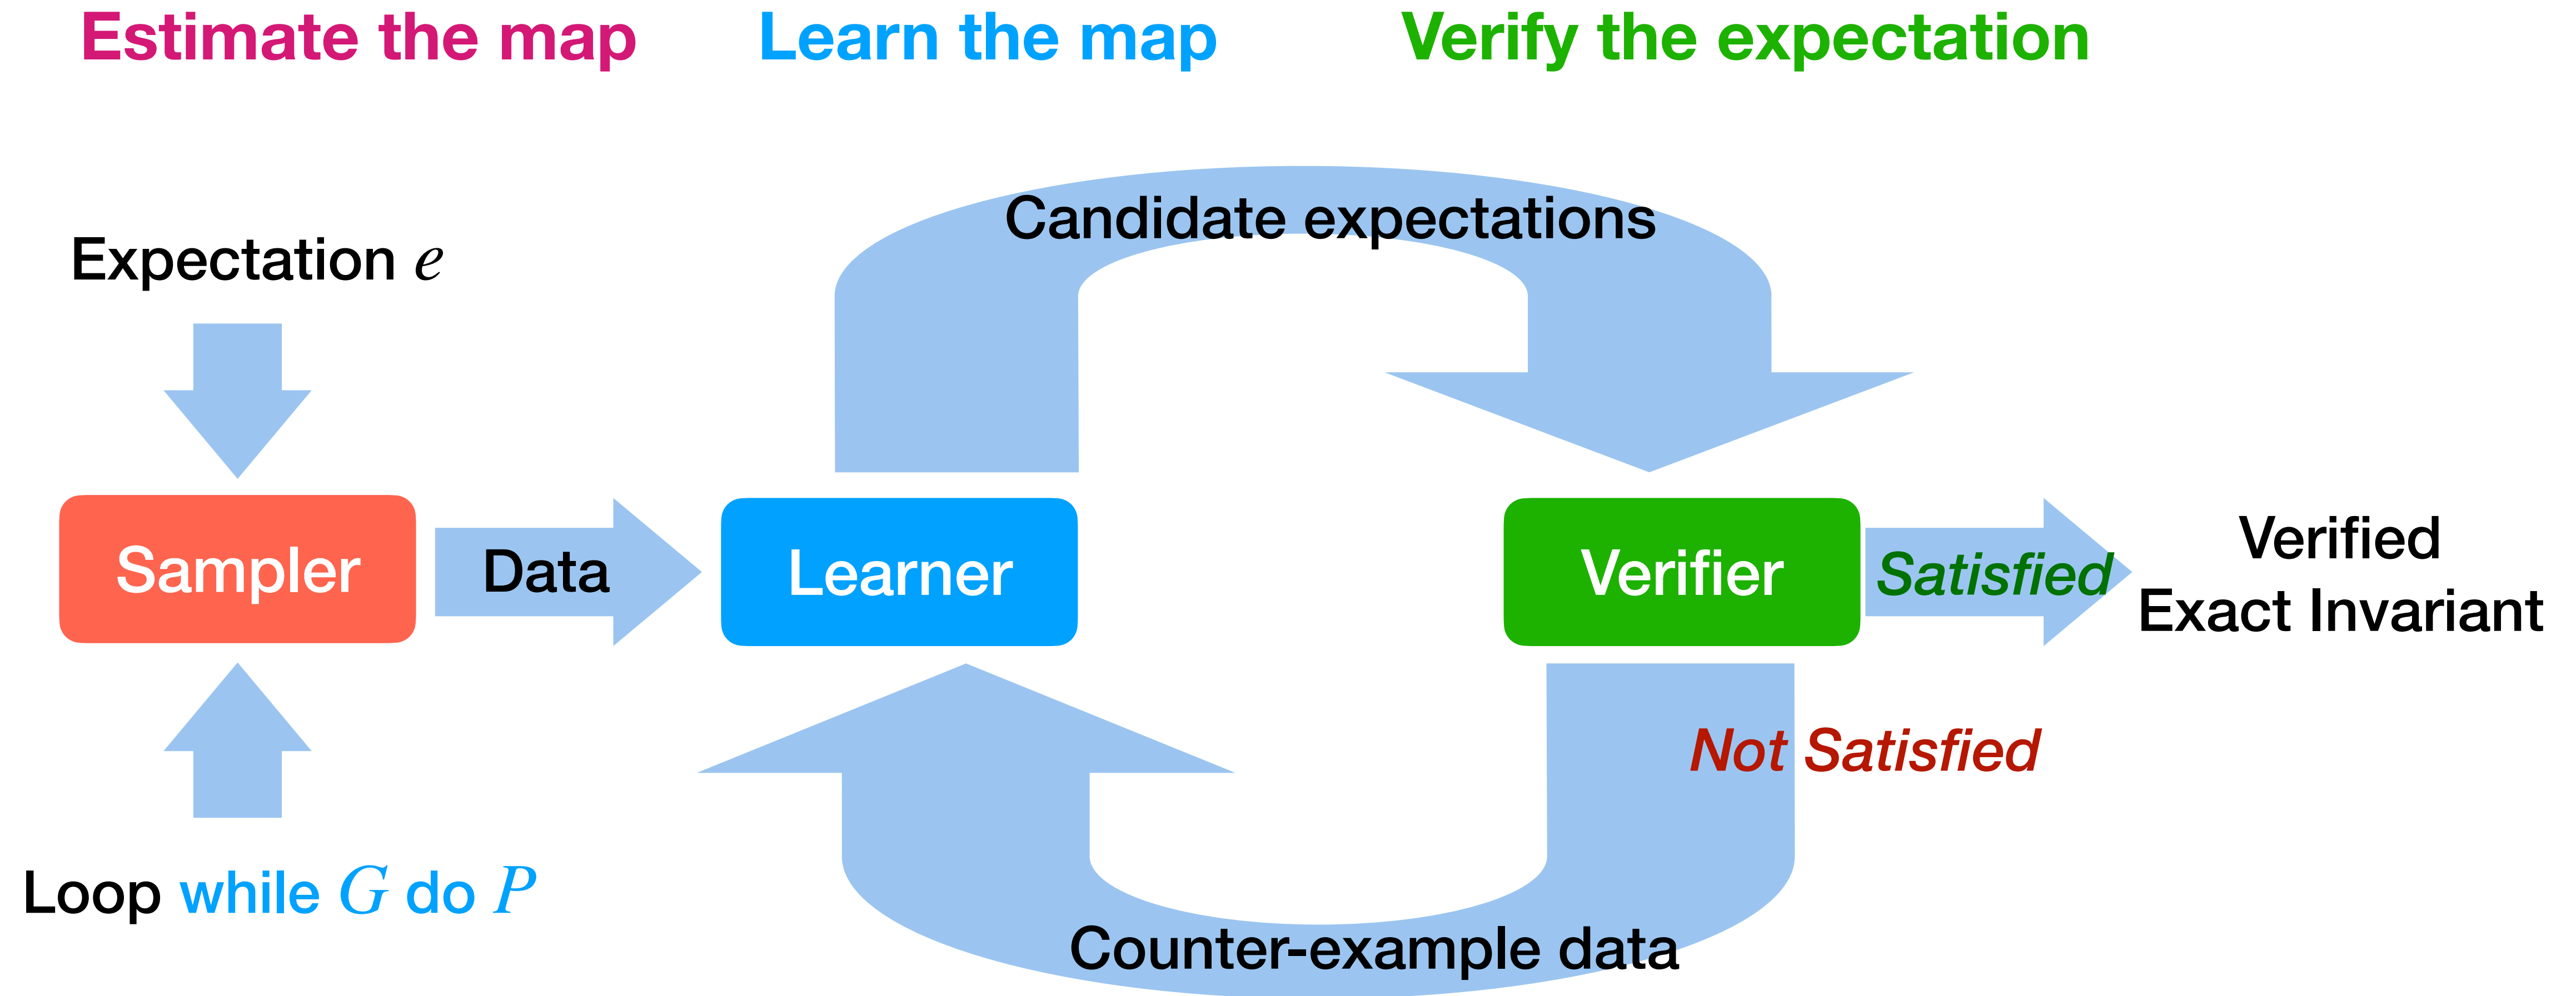 Estimate the map
Learn the map
Verify the expectation
Candidate expectations
Expectation e
Sampler
Data
Learner
Verifier
Satisfied
Verified
Exact Invariant
Not Satisfied
Loop while G do P
Counter-example data